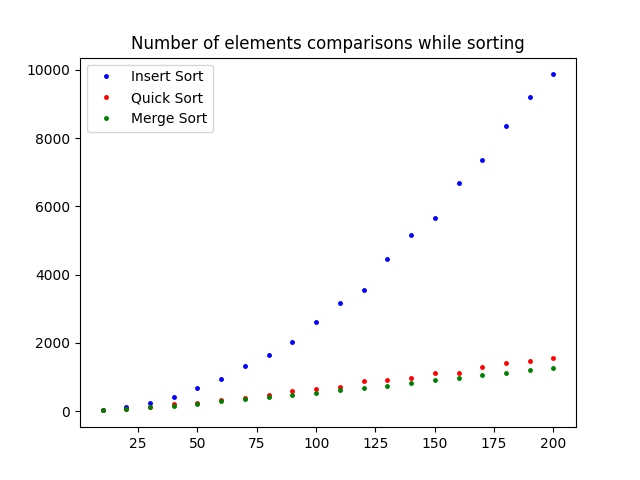 Number of elements comparisons while sorting
Insert Sort
Quick Sort
Merge Sort
10000
8000
6000
4000
2000
0
25 50 75 100 125 150 175 200